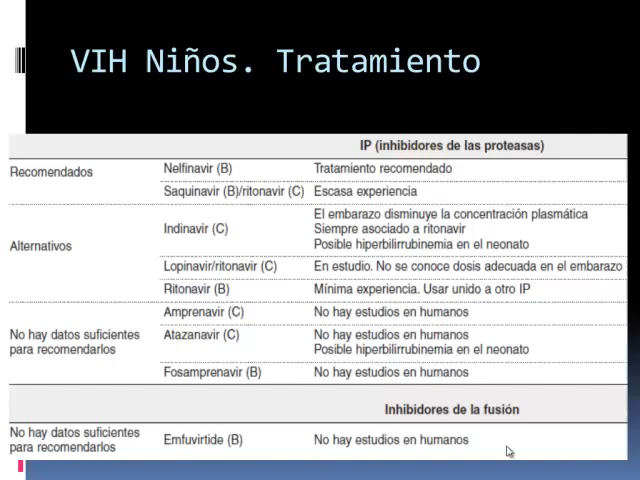 VIH Niños. Tratamiento
IP (inhibidores de las proteasas)
Recomendados
Nelfinavir (B) Tratamiento recomendado
Saquinavir (B)/ritonavir (C) Escasa experiencia
Alternativos
Indinavir (C)
El embarazo disminuye la concentración plasmática
Siempre asociado a ritonavir
Posible hiperbilirrubinemia en el neonato
Lopinavir/ritonavir (C) En estudio. No se conoce dosis adecuada en el embarazo
Ritonavir (B) Mínima experiencia. Usar unido a otro IP
No hay datos suficientes
para recomendarlos
Amprenavir (C) No hay estudios en humanos
Atazanavir (C) No hay estudios en humanos
Posible hiperbilirrubinemia en el neonato
Fosamprenavir (B) No hay estudios en humanos
Inhibidores de la fusión
No hay datos suficientes
para recomendarlos
Emfuvirtide (B) No hay estudios en humanos